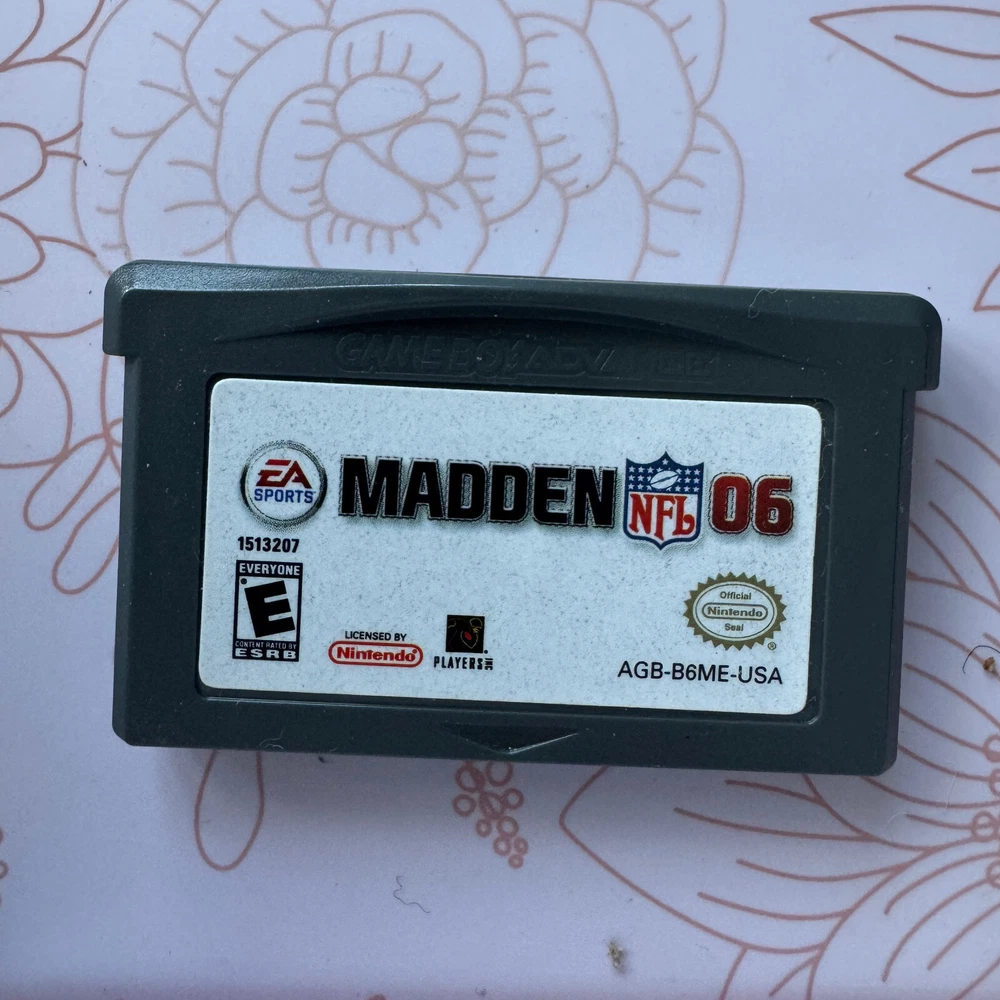 GAME BOY ADVANCE
EA
SPORTS
MADDEN NFL 06
1513207
EVERYONE
E
CONTENT RATED BY
ESRB
LICENSED BY
Nintendo
PLAYERS INC
Official
Nintendo
Seal
AGB-B6ME-USA